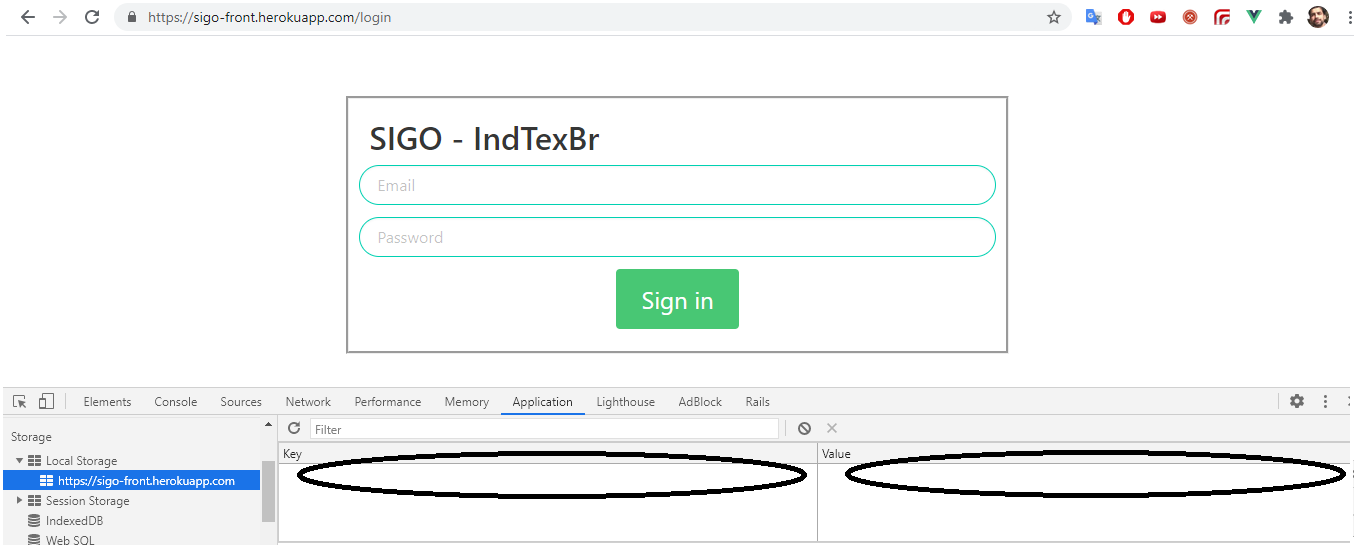 https://sigo-front.herokuapp.com/login
SIGO - IndTexBr
Email
Password
Sign in
Elements Console Sources Network Performance Memory Application Lighthouse AdBlock Rails
Storage
Filter
Local Storage
Key Value
https://sigo-front.herokuapp.com
Session Storage
IndexedDB
Web SQL